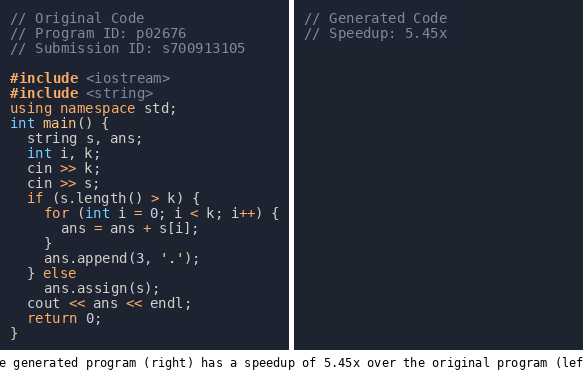 // Original Code
// Program ID: p02676
// Submission ID: s700913105
#include <iostream>
#include <string>
using namespace std;
int main() {
  string s, ans;
  int i, k;
  cin >> k;
  cin >> s;
  if (s.length() > k) {
    for (int i = 0; i < k; i++) {
      ans = ans + s[i];
    }
    ans.append(3, '.');
  } else
    ans.assign(s);
  cout << ans << endl;
  return 0;
}
// Generated Code
// Speedup: 5.45x
e generated program (right) has a speedup of 5.45x over the original program (lef